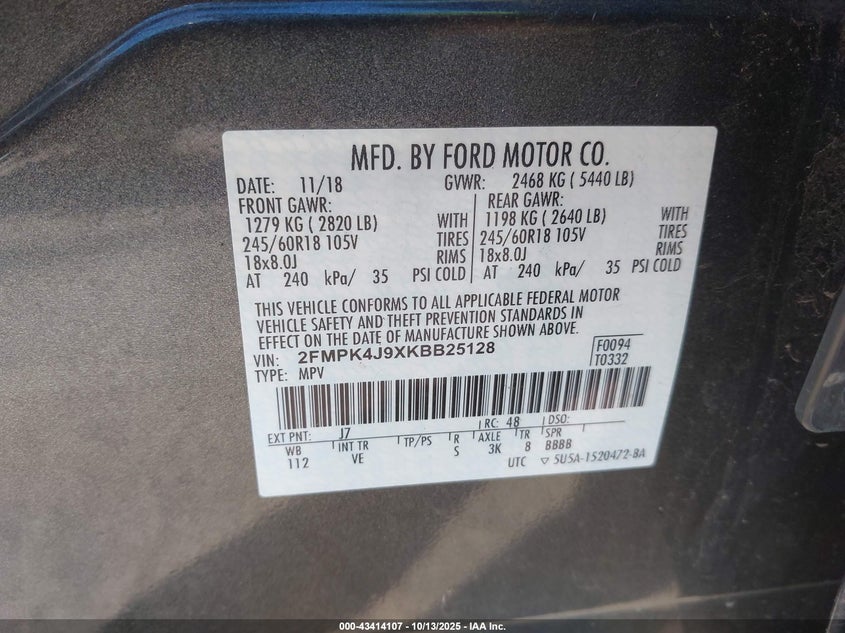 MFD. BY FORD MOTOR CO.
DATE: 11/18 GVWR: 2468 KG ( 5440 LB)
FRONT GAWR: REAR GAWR:
1279 KG ( 2820 LB) WITH 1198 KG ( 2640 LB) WITH
245/60R18 105V TIRES 245/60R18 105V TIRES
18x8.0J RIMS 18x8.0J RIMS
AT 240 kPa/ 35 PSI COLD AT 240 kPa/ 35 PSI COLD
THIS VEHICLE CONFORMS TO ALL APPLICABLE FEDERAL MOTOR
VEHICLE SAFETY AND THEFT PREVENTION STANDARDS IN
EFFECT ON THE DATE OF MANUFACTURE SHOWN ABOVE.
VIN: 2FMPK4J9XKBB25128 F0094
TYPE: MPV T0332
RC: 48 DSO:
EXT PNT: J7
WB INT TR TP/PS R AXLE TR SPR
112 VE S 3K 8 BBBB
UTC ▽ 5U5A-1520472-BA
000-43414107 - 10/13/2025 - IAA Inc.